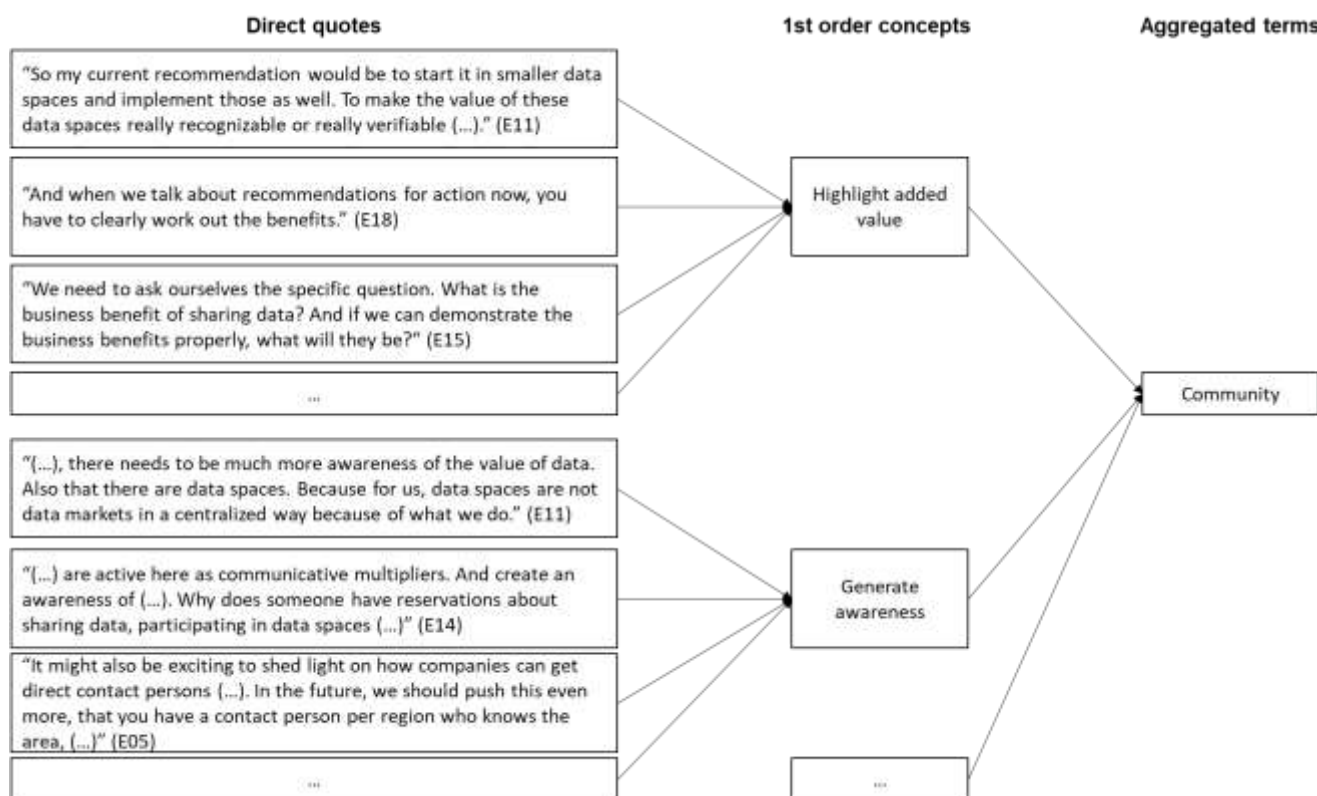 Direct quotes
1st order concepts
Aggregated terms
“So my current recommendation would be to start it in smaller data
spaces and implement those as well. To make the value of these
data spaces really recognizable or really verifiable (...).” (E11)
“And when we talk about recommendations for action now, you
have to clearly work out the benefits.” (E18)
“We need to ask ourselves the specific question. What is the
business benefit of sharing data? And if we can demonstrate the
business benefits properly, what will they be?” (E15)
...
Highlight added
value
Community
“(...), there needs to be much more awareness of the value of data.
Also that there are data spaces. Because for us, data spaces are not
data markets in a centralized way because of what we do.” (E11)
“(...) are active here as communicative multipliers. And create an
awareness of (...). Why does someone have reservations about
sharing data, participating in data spaces (...)” (E14)
“It might also be exciting to shed light on how companies can get
direct contact persons (...). In the future, we should push this even
more, that you have a contact person per region who knows the
area, (...)” (E05)
...
Generate
awareness
...